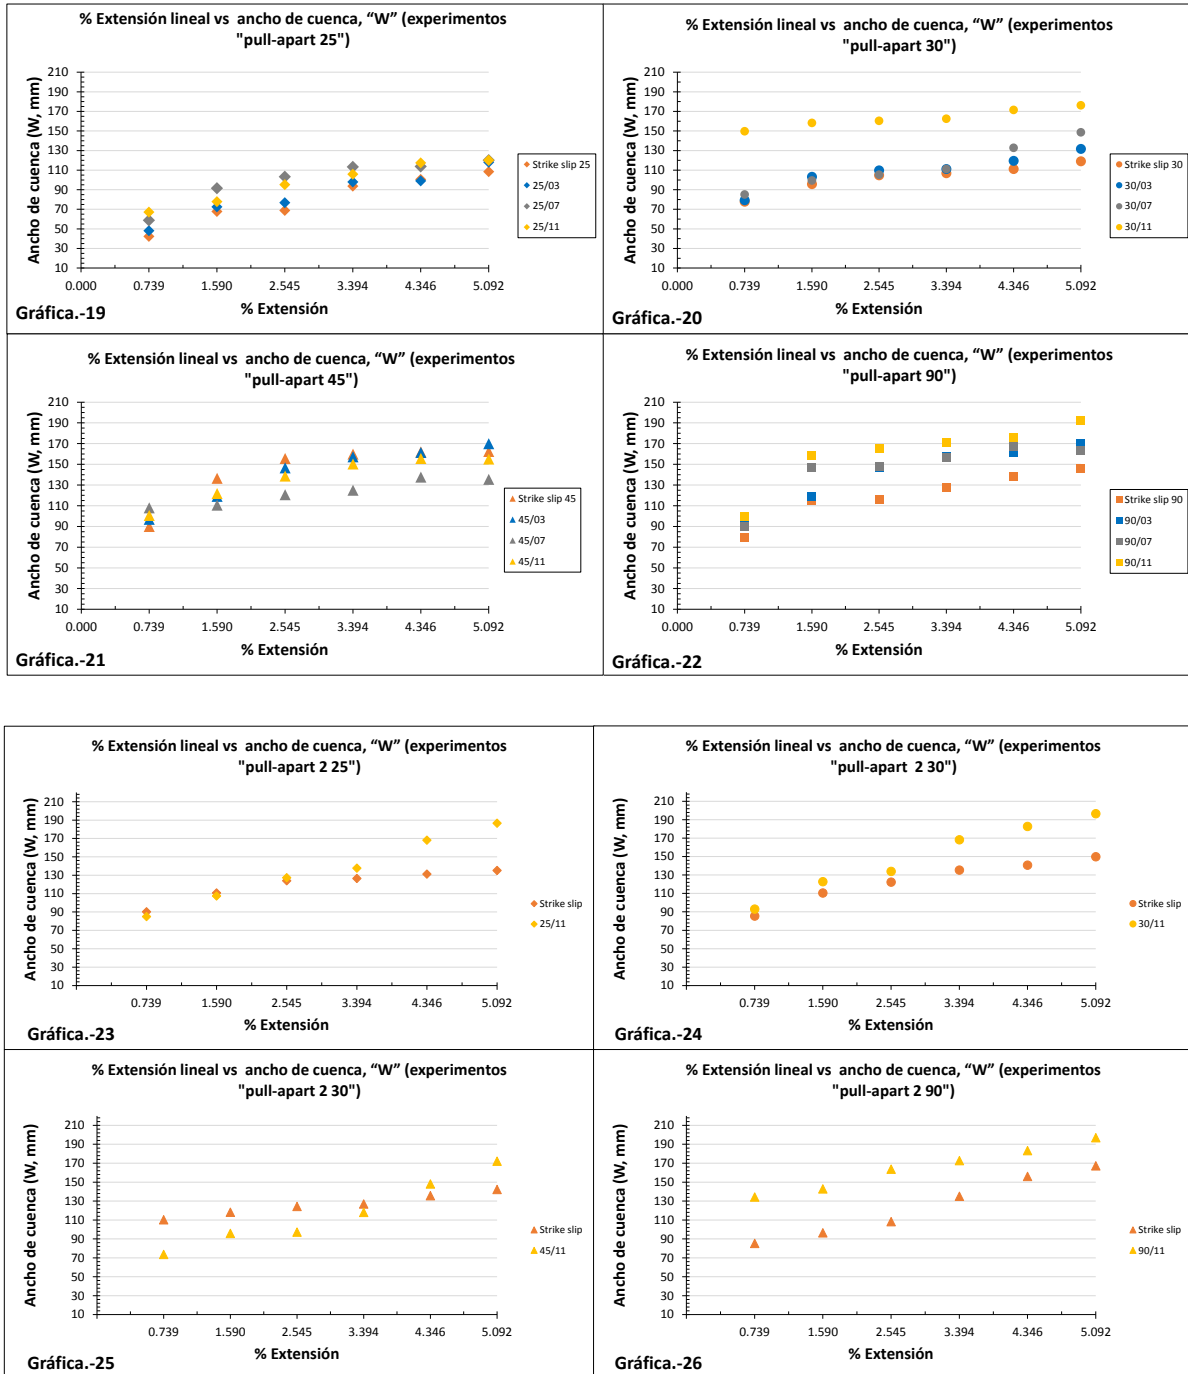 % Extensión lineal vs ancho de cuenca, “W” (experimentos
"pull-apart 25")
Ancho de cuenca (W, mm)
210
190
170
150
130
110
90
70
50
30
10
0.000 0.739 1.590 2.545 3.394 4.346 5.092
% Extensión
Strike slip 25
25/03
25/07
25/11
Gráfica.-19
% Extensión lineal vs ancho de cuenca, “W” (experimentos
"pull-apart 30")
Ancho de cuenca (W, mm)
210
190
170
150
130
110
90
70
50
30
10
0.000 0.739 1.590 2.545 3.394 4.346 5.092
% Extensión
Strike slip 30
30/03
30/07
30/11
Gráfica.-20
% Extensión lineal vs ancho de cuenca, “W” (experimentos
"pull-apart 45")
Ancho de cuenca (W, mm)
210
190
170
150
130
110
90
70
50
30
10
0.000 0.739 1.590 2.545 3.394 4.346 5.092
% Extensión
Strike slip 45
45/03
45/07
45/11
Gráfica.-21
% Extensión lineal vs ancho de cuenca, “W” (experimentos
"pull-apart 90")
Ancho de cuenca (W, mm)
210
190
170
150
130
110
90
70
50
30
10
0.000 0.739 1.590 2.545 3.394 4.346 5.092
% Extensión
Strike slip 90
90/03
90/07
90/11
Gráfica.-22
% Extensión lineal vs ancho de cuenca, “W” (experimentos
"pull-apart 2 25")
Ancho de cuenca (W, mm)
210
190
170
150
130
110
90
70
50
30
10
0.739 1.590 2.545 3.394 4.346 5.092
% Extensión
Strike slip
25/11
Gráfica.-23
% Extensión lineal vs ancho de cuenca, “W” (experimentos
"pull-apart 2 30")
Ancho de cuenca (W, mm)
210
190
170
150
130
110
90
70
50
30
10
0.739 1.590 2.545 3.394 4.346 5.092
% Extensión
Strike slip
30/11
Gráfica.-24
% Extensión lineal vs ancho de cuenca, “W” (experimentos
"pull-apart 2 30")
Ancho de cuenca (W, mm)
210
190
170
150
130
110
90
70
50
30
10
0.739 1.590 2.545 3.394 4.346 5.092
% Extensión
Strike slip
45/11
Gráfica.-25
% Extensión lineal vs ancho de cuenca, “W” (experimentos
"pull-apart 2 90")
Ancho de cuenca (W, mm)
210
190
170
150
130
110
90
70
50
30
10
0.739 1.590 2.545 3.394 4.346 5.092
% Extensión
Strike slip
90/11
Gráfica.-26